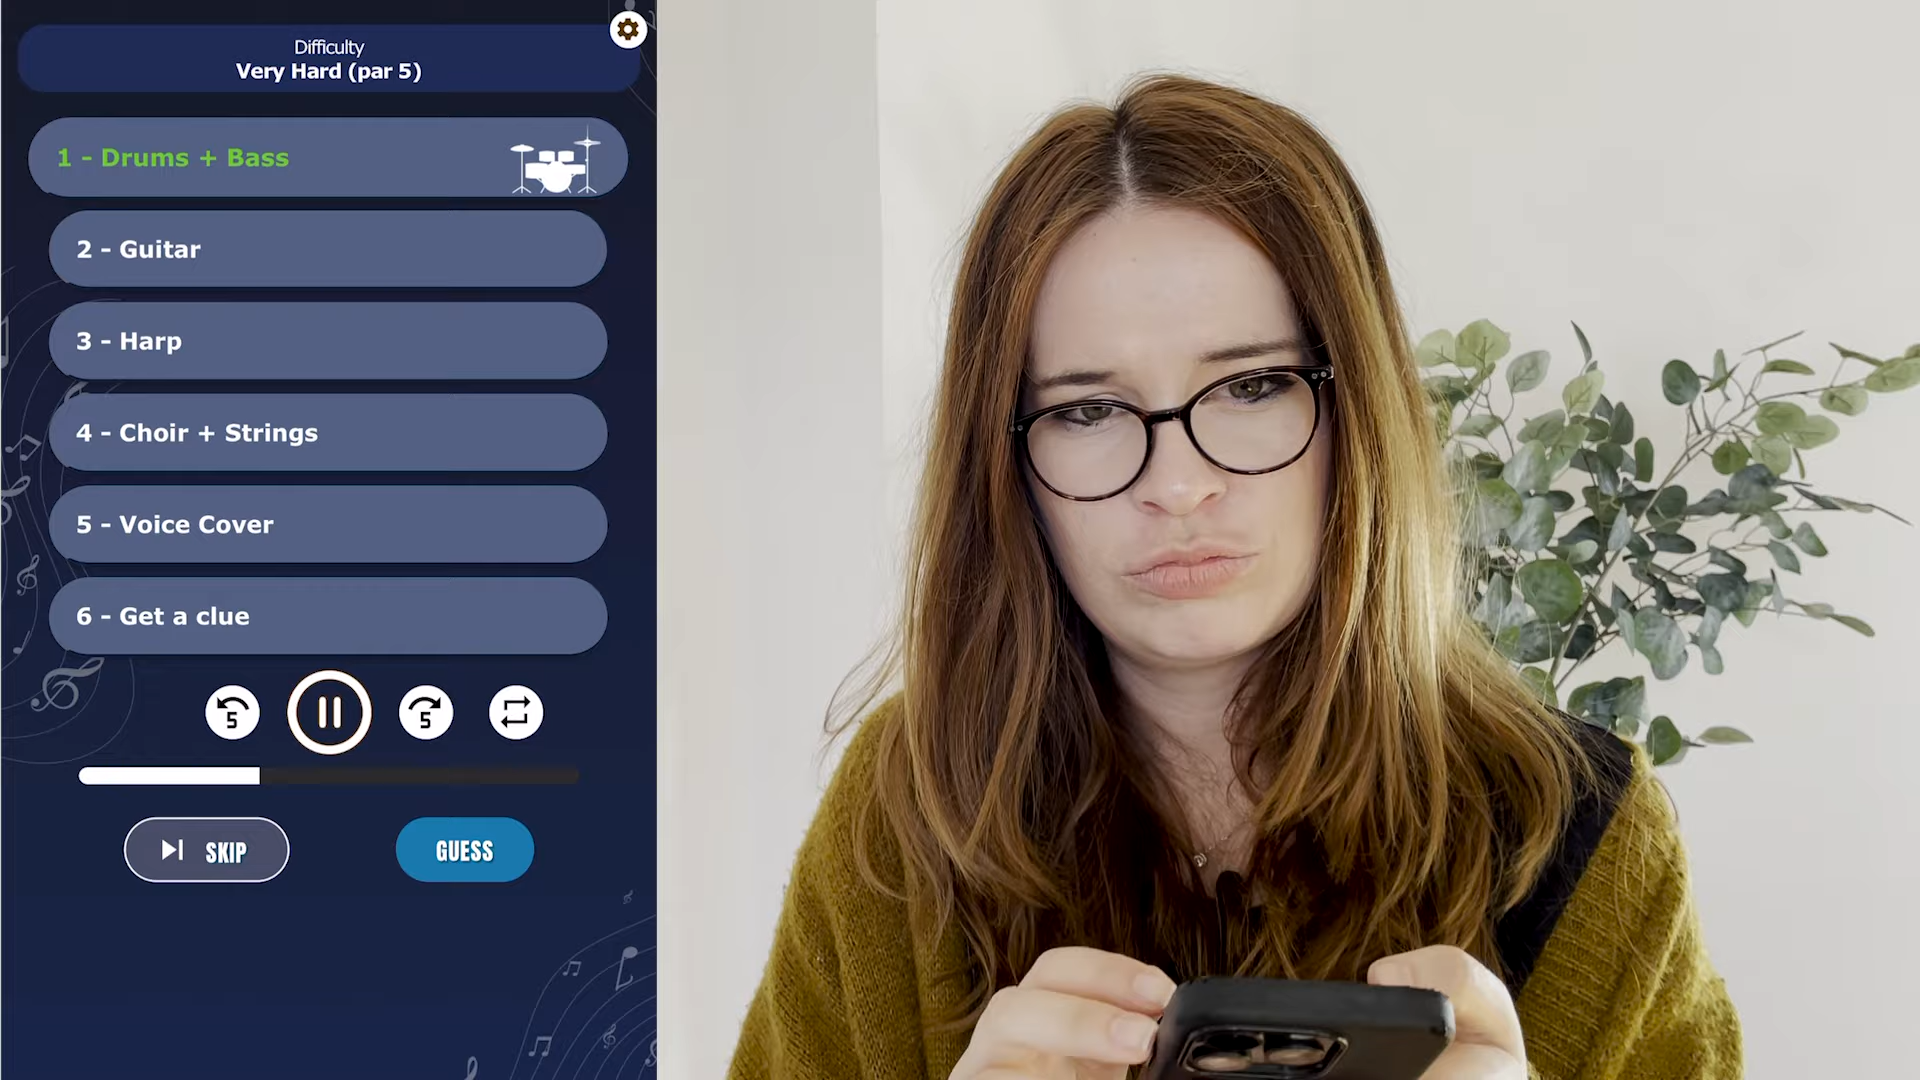 Difficulty
Very Hard (par 5)
1 - Drums + Bass
2 - Guitar
3 - Harp
4 - Choir + Strings
5 - Voice Cover
6 - Get a clue
5
5
SKIP
GUESS